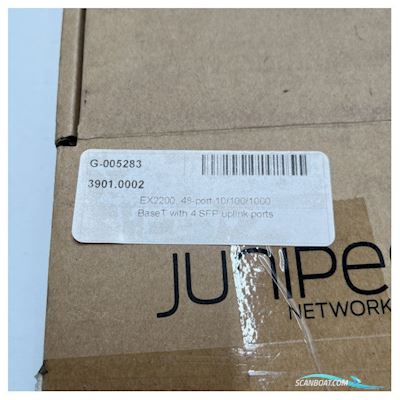 G-005283
3901.0002
EX2200, 48-port 10/100/1000
BaseT with 4 SFP uplink ports
JUNIPE
NETWORK
SCANBOAT.COM